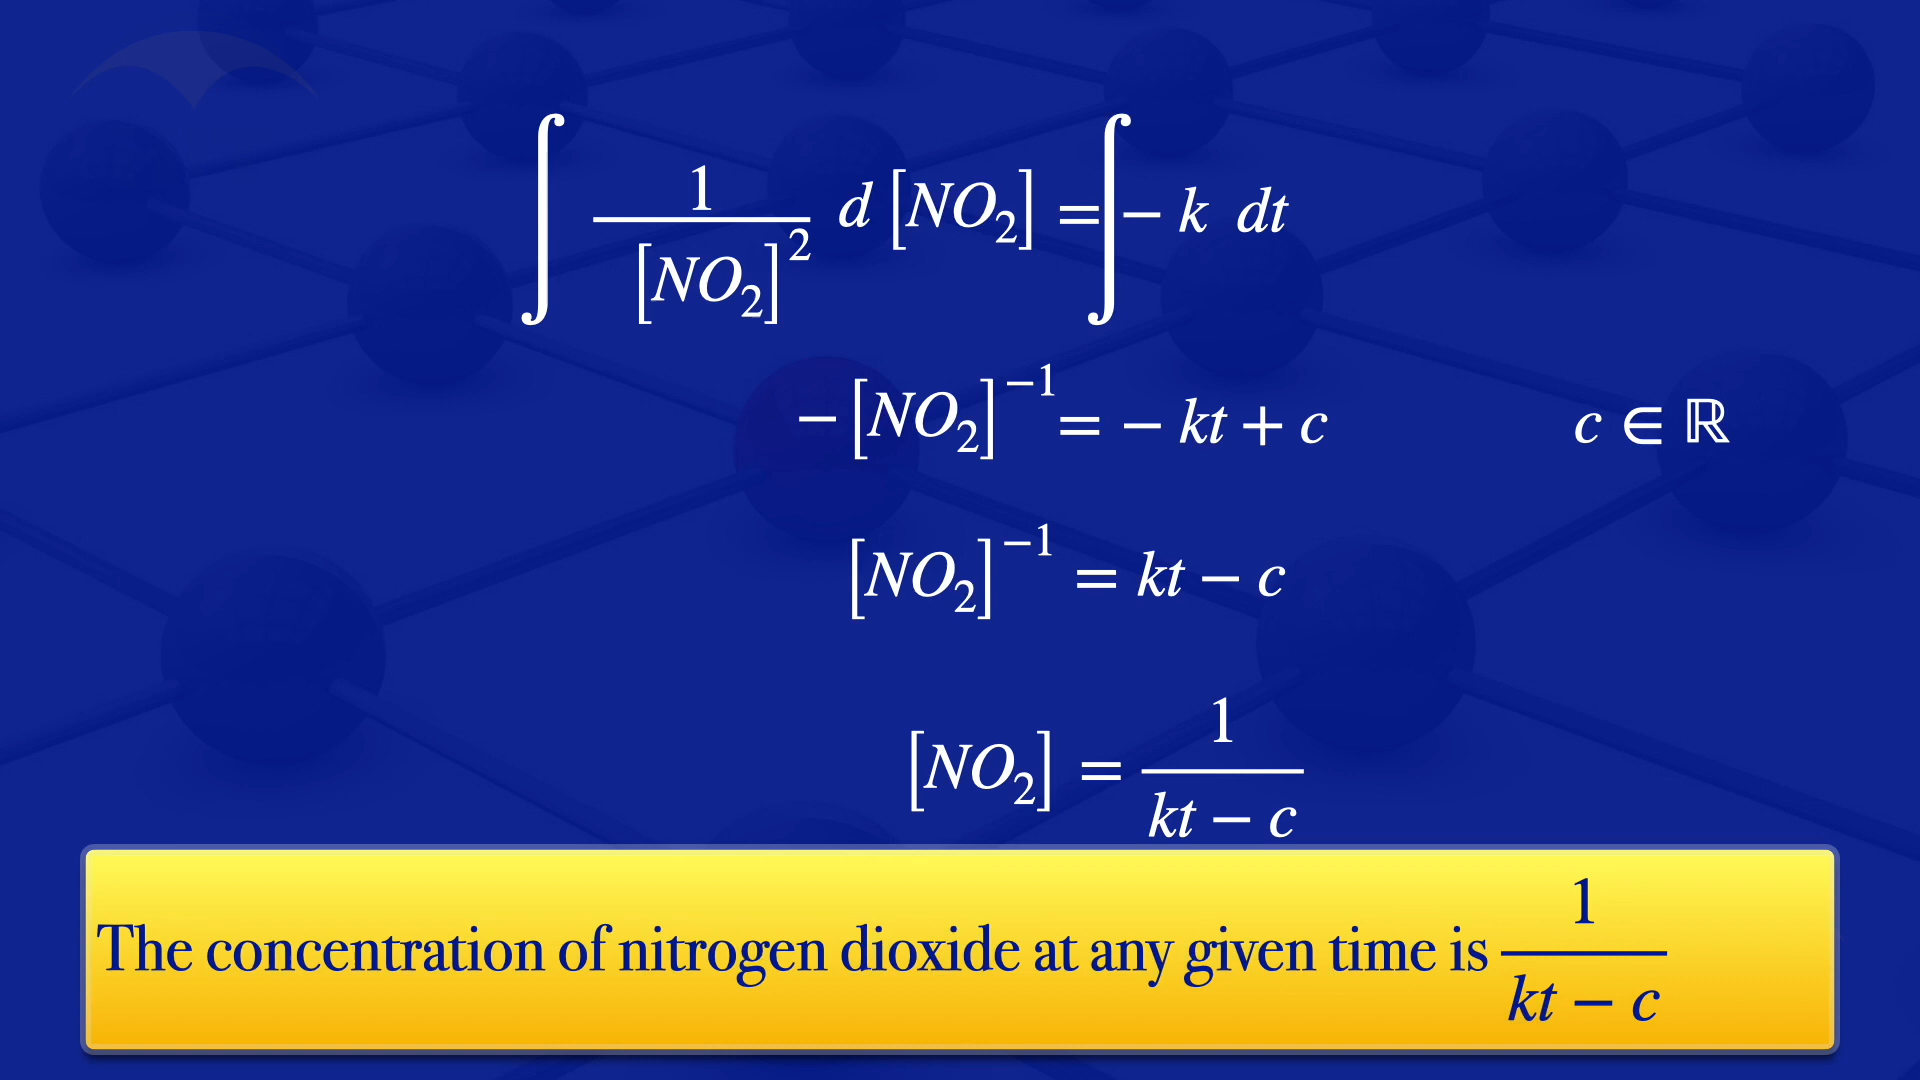 ∫ 1/[NO₂]² d [NO₂] = ∫ − k dt
− [NO₂]⁻¹ = − kt + c    c ∈ ℝ
[NO₂]⁻¹ = kt − c
[NO₂] = 1/(kt − c)
The concentration of nitrogen dioxide at any given time is 1/(kt − c)